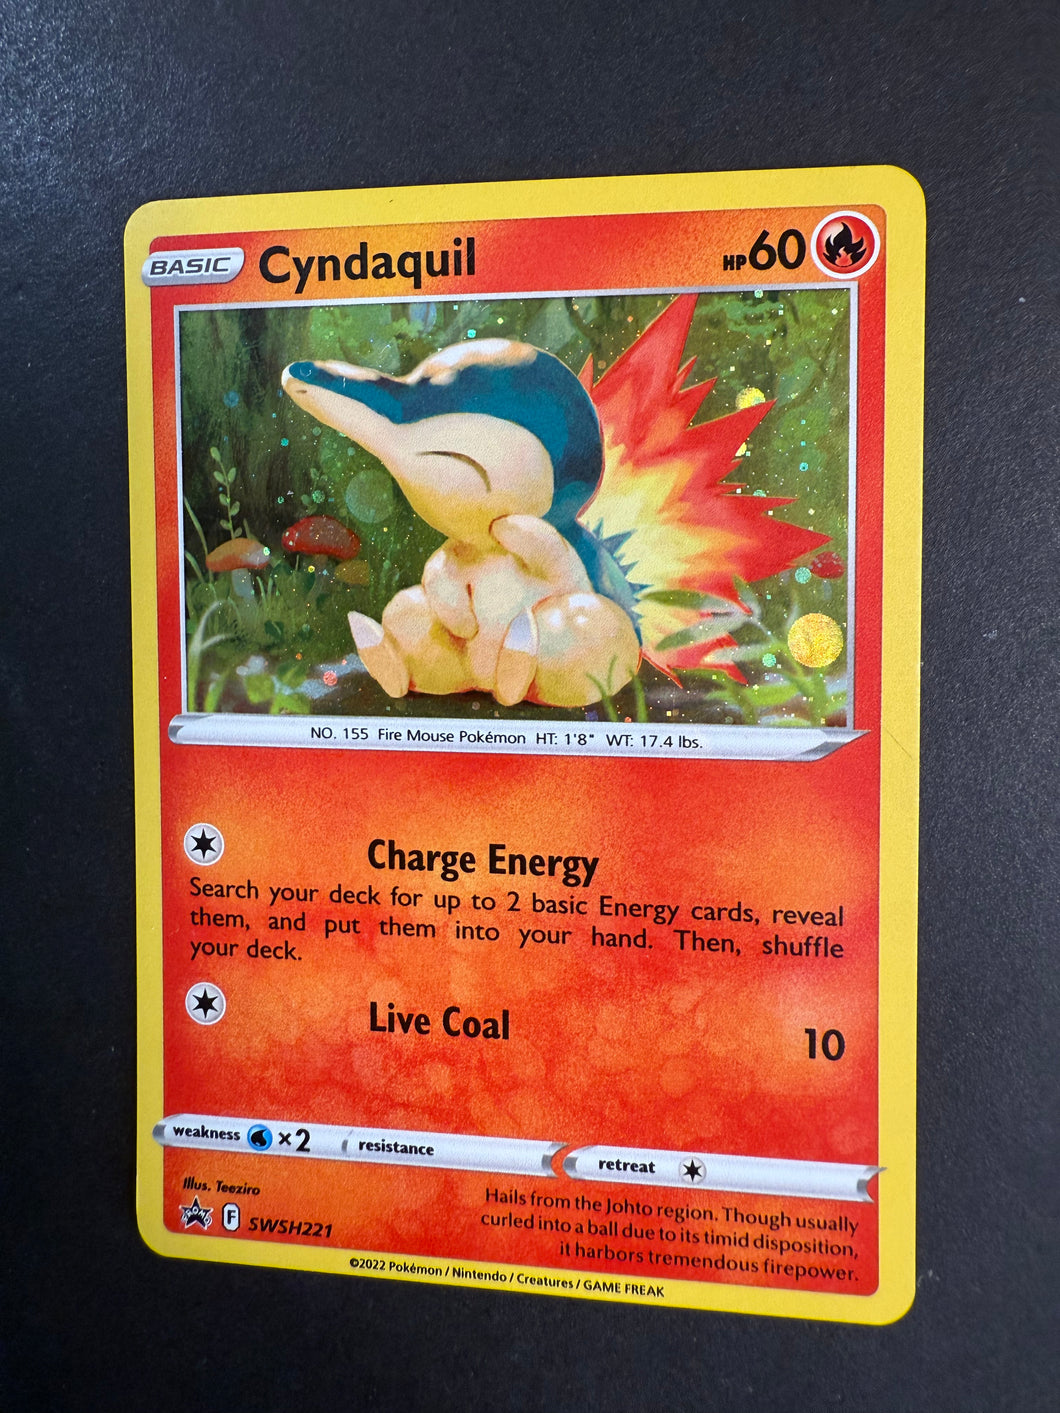 BASIC Cyndaquil HP60
NO. 155 Fire Mouse Pokémon HT: 1'8" WT: 17.4 lbs.
Charge Energy
Search your deck for up to 2 basic Energy cards, reveal
them, and put them into your hand. Then, shuffle
your deck.
Live Coal 10
weakness ×2 resistance retreat
Illus. Teeziro
PROMO F SWSH221
Hails from the Johto region. Though usually
curled into a ball due to its timid disposition,
it harbors tremendous firepower.
©2022 Pokémon / Nintendo / Creatures / GAME FREAK